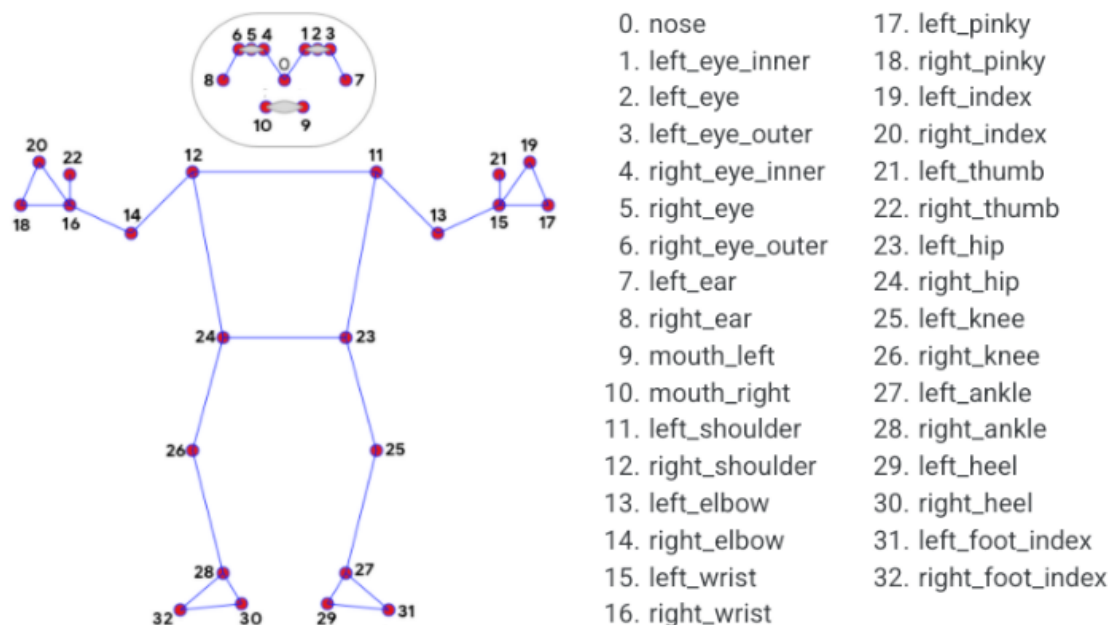 6 5 4 1 2 3
0
8 7
10 9
20 22 12 11 21 19
18 16 14 13 15 17
24 23
26 25
28 27
32 30 29 31
0. nose
1. left_eye_inner
2. left_eye
3. left_eye_outer
4. right_eye_inner
5. right_eye
6. right_eye_outer
7. left_ear
8. right_ear
9. mouth_left
10. mouth_right
11. left_shoulder
12. right_shoulder
13. left_elbow
14. right_elbow
15. left_wrist
16. right_wrist
17. left_pinky
18. right_pinky
19. left_index
20. right_index
21. left_thumb
22. right_thumb
23. left_hip
24. right_hip
25. left_knee
26. right_knee
27. left_ankle
28. right_ankle
29. left_heel
30. right_heel
31. left_foot_index
32. right_foot_index